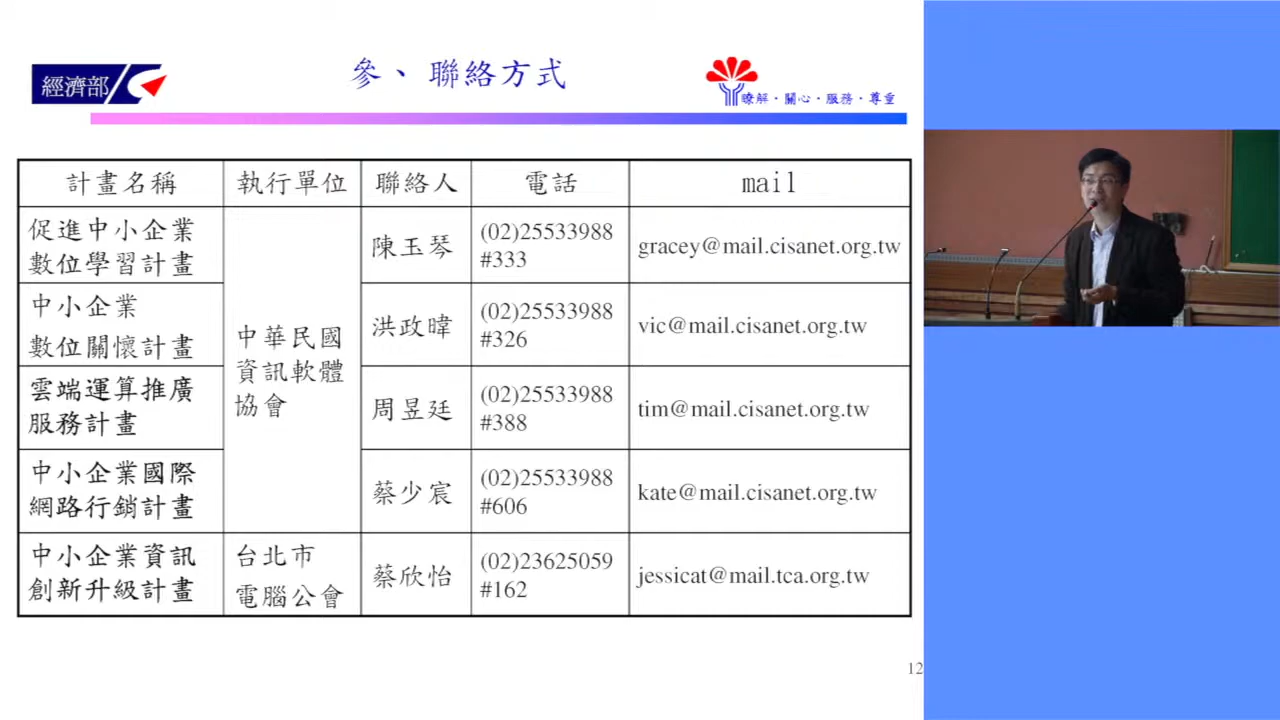 經濟部
參、聯絡方式
瞭解・關心・服務・尊重
計畫名稱 執行單位 聯絡人 電話 mail
促進中小企業
數位學習計畫
陳玉琴
(02)25533988
#333
gracey@mail.cisanet.org.tw
中小企業
數位關懷計畫
中華民國
資訊軟體
協會
洪政暐
(02)25533988
#326
vic@mail.cisanet.org.tw
雲端運算推廣
服務計畫
周昱廷
(02)25533988
#388
tim@mail.cisanet.org.tw
中小企業國際
網路行銷計畫
蔡少宸
(02)25533988
#606
kate@mail.cisanet.org.tw
中小企業資訊
創新升級計畫
台北市
電腦公會
蔡欣怡
(02)23625059
#162
jessicat@mail.tca.org.tw
12